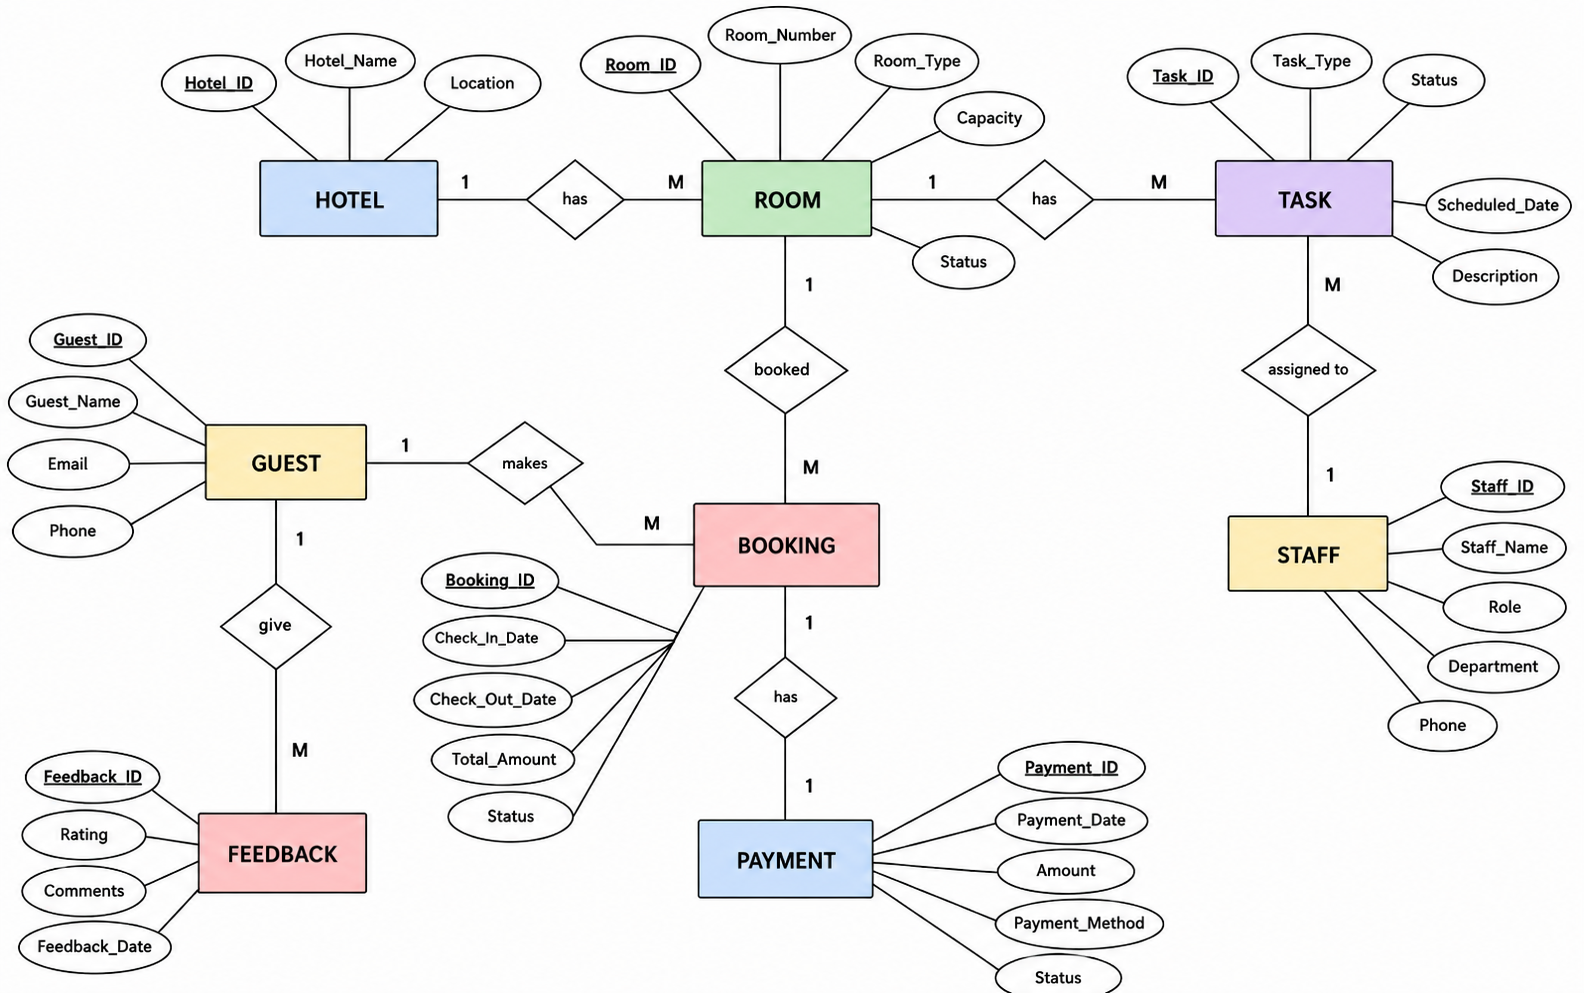 Hotel_ID
Hotel_Name
Location
Room_ID
Room_Number
Room_Type
Capacity
Task_ID
Task_Type
Status
HOTEL
1
has
M
ROOM
1
has
M
TASK
Scheduled_Date
Description
Status
1
M
booked
assigned to
M
1
Guest_ID
Guest_Name
Email
Phone
GUEST
1
makes
M
BOOKING
STAFF
Staff_ID
Staff_Name
Role
Department
Phone
1
give
M
Booking_ID
Check_In_Date
Check_Out_Date
Total_Amount
Status
1
has
1
Feedback_ID
Rating
Comments
Feedback_Date
FEEDBACK
PAYMENT
Payment_ID
Payment_Date
Amount
Payment_Method
Status